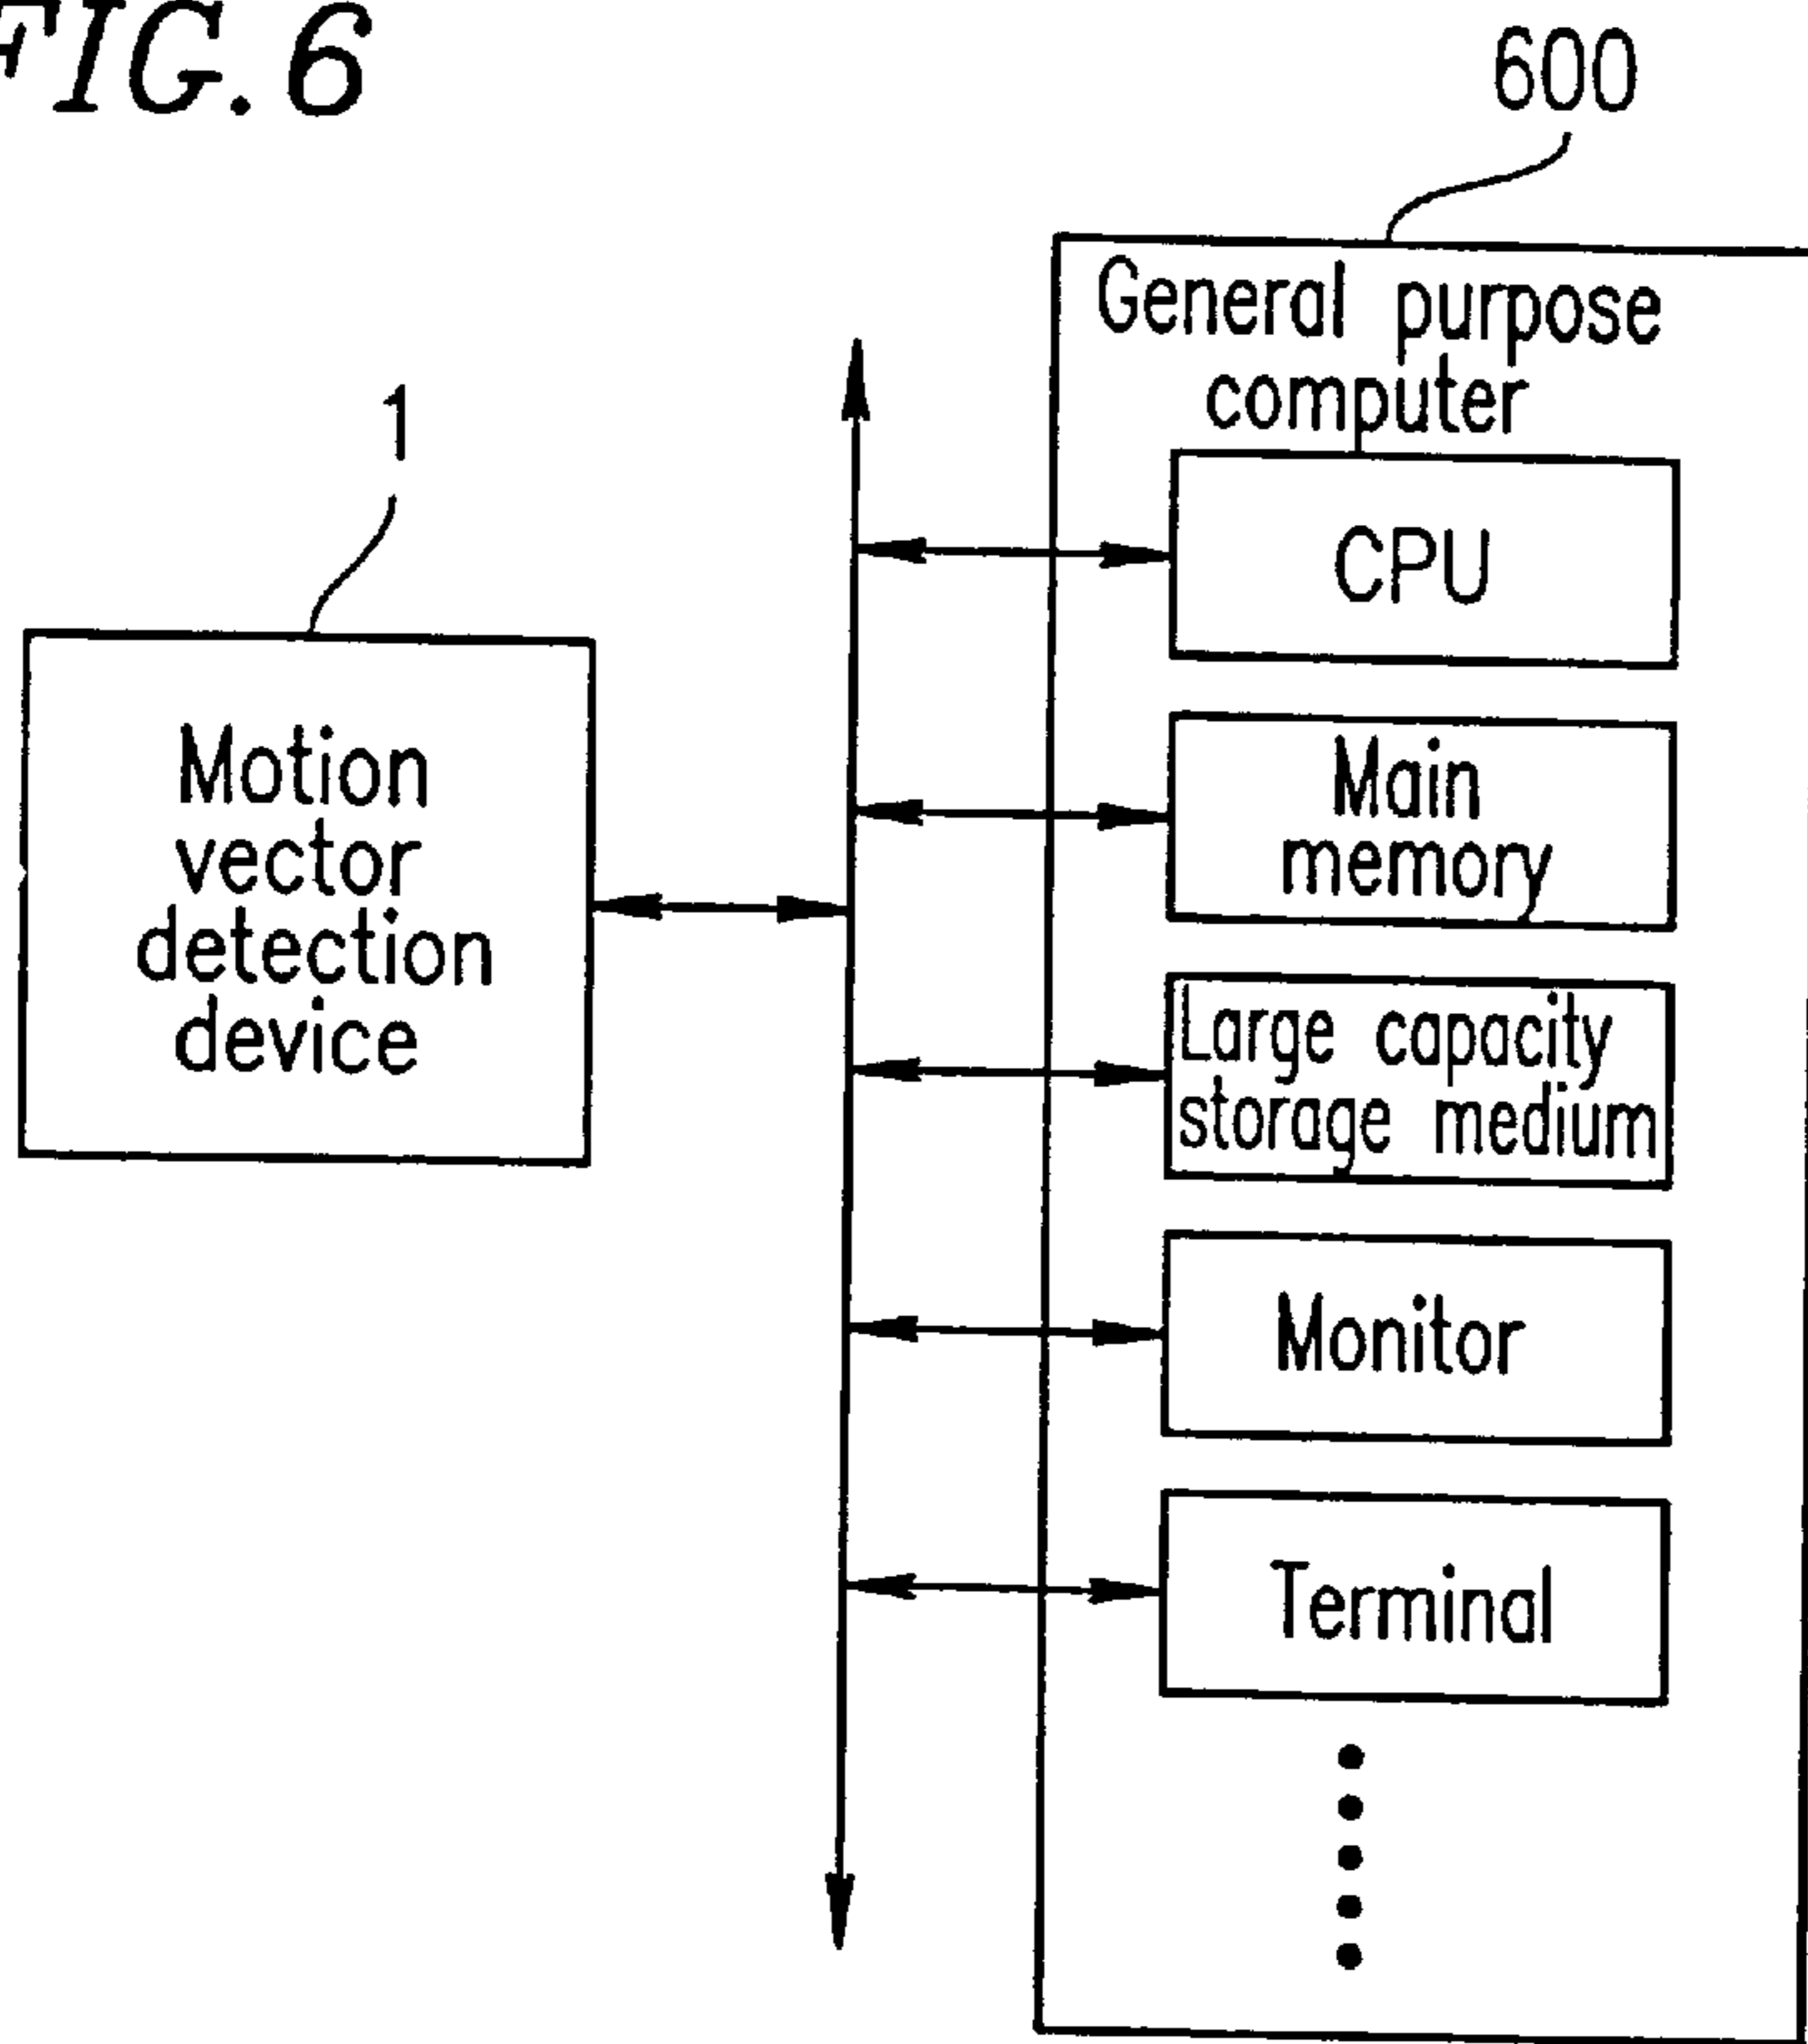 FIG. 6
600
General purpose
computer
1
CPU
Motion
vector
detection
device
Main
memory
Large capacity
storage medium
Monitor
Terminal